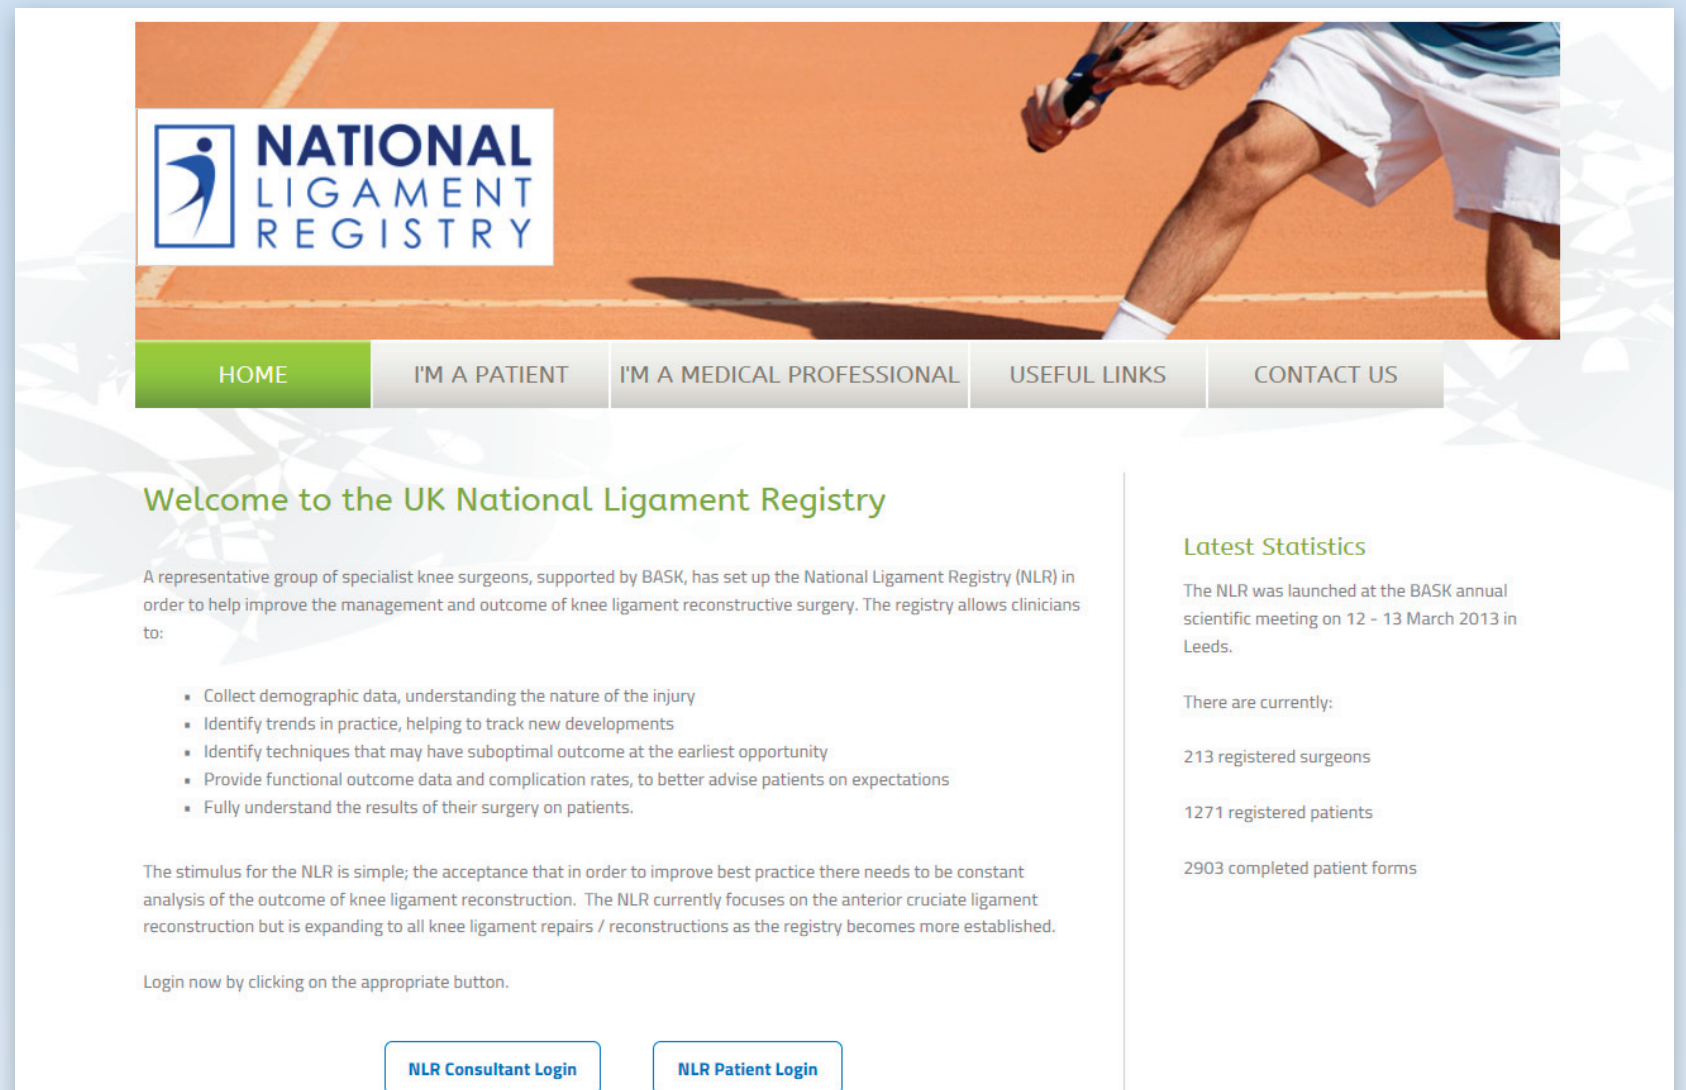 NATIONAL
LIGAMENT
REGISTRY
HOME
I'M A PATIENT
I'M A MEDICAL PROFESSIONAL
USEFUL LINKS
CONTACT US
Welcome to the UK National Ligament Registry
A representative group of specialist knee surgeons, supported by BASK, has set up the National Ligament Registry (NLR) in
order to help improve the management and outcome of knee ligament reconstructive surgery. The registry allows clinicians
to:
▪ Collect demographic data, understanding the nature of the injury
▪ Identify trends in practice, helping to track new developments
▪ Identify techniques that may have suboptimal outcome at the earliest opportunity
▪ Provide functional outcome data and complication rates, to better advise patients on expectations
▪ Fully understand the results of their surgery on patients.
The stimulus for the NLR is simple; the acceptance that in order to improve best practice there needs to be constant
analysis of the outcome of knee ligament reconstruction. The NLR currently focuses on the anterior cruciate ligament
reconstruction but is expanding to all knee ligament repairs / reconstructions as the registry becomes more established.
Login now by clicking on the appropriate button.
NLR Consultant Login
NLR Patient Login
Latest Statistics
The NLR was launched at the BASK annual
scientific meeting on 12 - 13 March 2013 in
Leeds.
There are currently:
213 registered surgeons
1271 registered patients
2903 completed patient forms